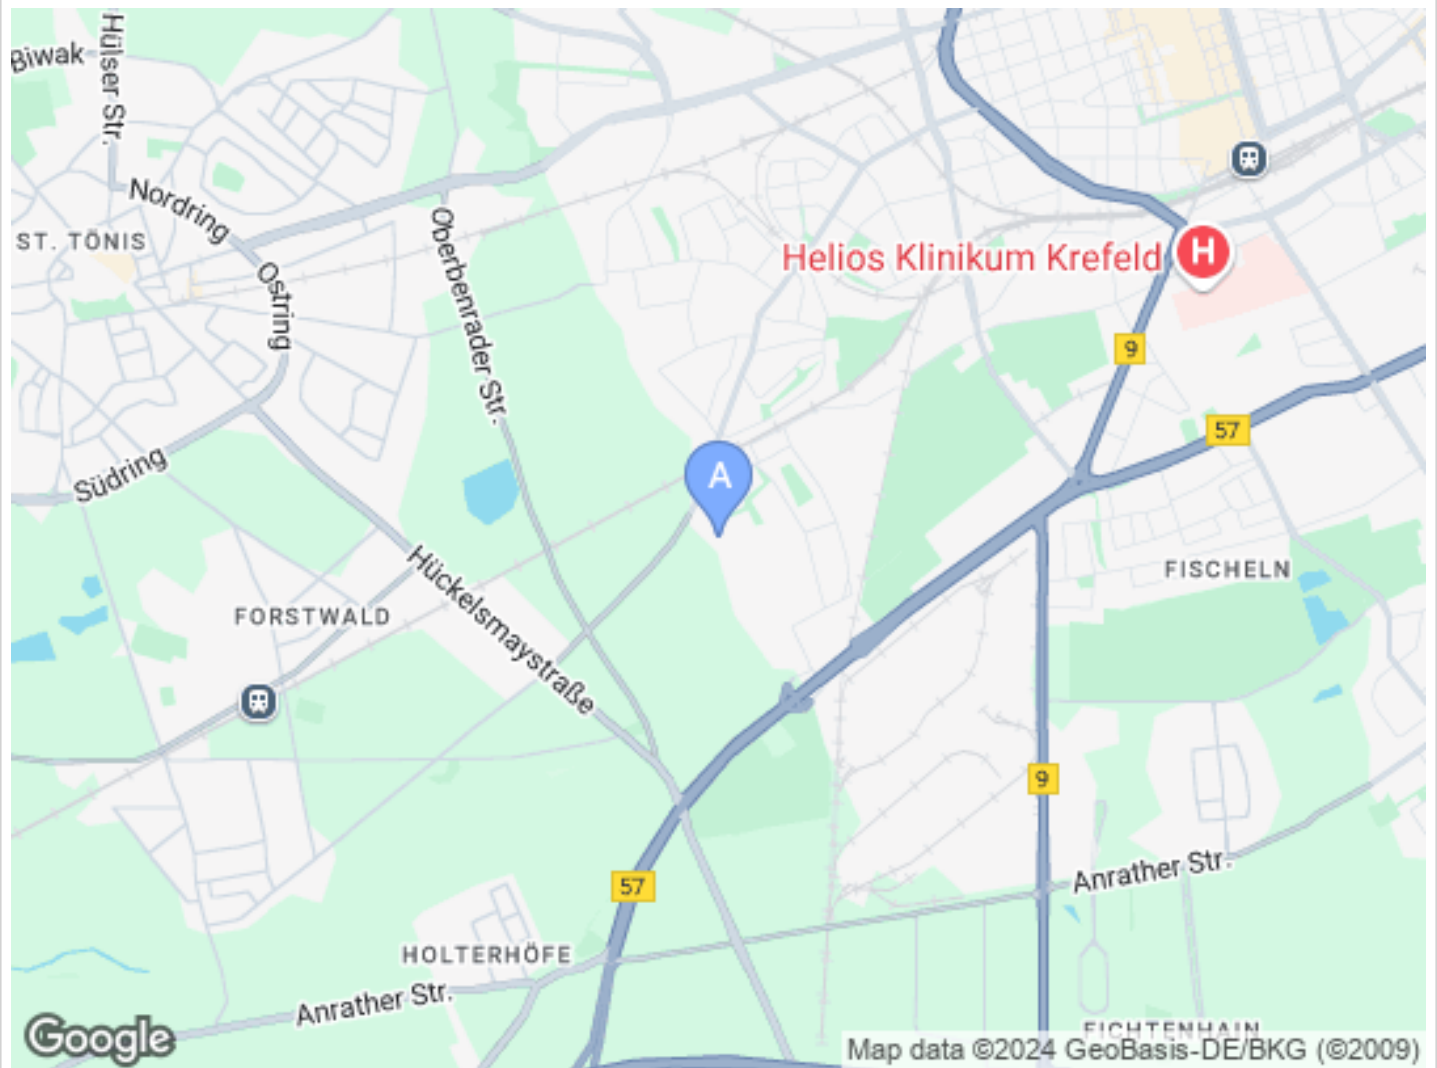 Biwak
Hülser Str.
Nordring
ST. TÖNIS
Ostring
Oberbenrader Str.
Helios Klinikum Krefeld
H
9
57
Südring
A
Hückelsmaystraße
FORSTWALD
FISCHELN
9
57
Anrather Str.
HOLTERHÖFE
Anrather Str.
FICHTENHAIN
Google
Map data ©2024 GeoBasis-DE/BKG (©2009)